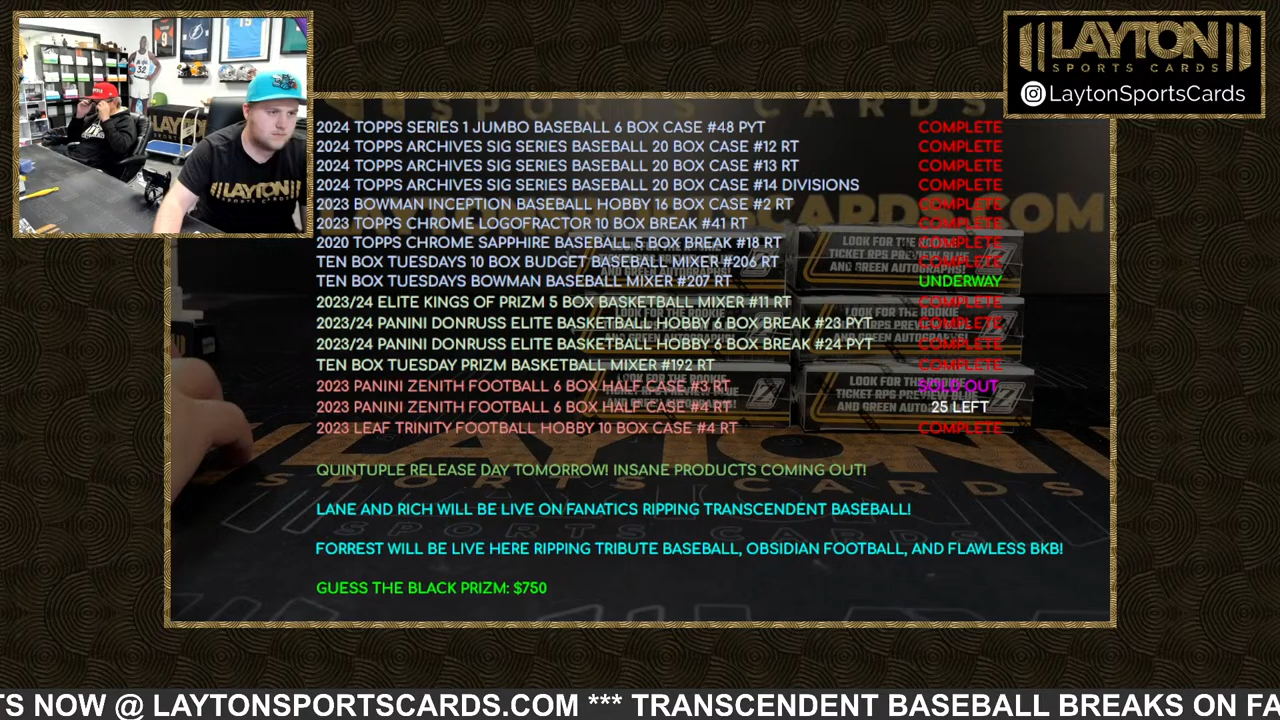 LAYTON
SPORTS CARDS
LaytonSportsCards
2024 TOPPS SERIES 1 JUMBO BASEBALL 6 BOX CASE #48 PYT COMPLETE
2024 TOPPS ARCHIVES SIG SERIES BASEBALL 20 BOX CASE #12 RT COMPLETE
2024 TOPPS ARCHIVES SIG SERIES BASEBALL 20 BOX CASE #13 RT COMPLETE
2024 TOPPS ARCHIVES SIG SERIES BASEBALL 20 BOX CASE #14 DIVISIONS COMPLETE
2023 BOWMAN INCEPTION BASEBALL HOBBY 16 BOX CASE #2 RT COMPLETE
2023 TOPPS CHROME LOGOFRACTOR 10 BOX BREAK #41 RT COMPLETE
2020 TOPPS CHROME SAPPHIRE BASEBALL 5 BOX BREAK #18 RT COMPLETE
TEN BOX TUESDAYS 10 BOX BUDGET BASEBALL MIXER #206 RT COMPLETE
TEN BOX TUESDAYS BOWMAN BASEBALL MIXER #207 RT UNDERWAY
2023/24 ELITE KINGS OF PRIZM 5 BOX BASKETBALL MIXER #11 RT COMPLETE
2023/24 PANINI DONRUSS ELITE BASKETBALL HOBBY 6 BOX BREAK #23 PYT COMPLETE
2023/24 PANINI DONRUSS ELITE BASKETBALL HOBBY 6 BOX BREAK #24 PYT COMPLETE
TEN BOX TUESDAY PRIZM BASKETBALL MIXER #192 RT COMPLETE
2023 PANINI ZENITH FOOTBALL 6 BOX HALF CASE #3 RT SOLD OUT
2023 PANINI ZENITH FOOTBALL 6 BOX HALF CASE #4 RT 25 LEFT
2023 LEAF TRINITY FOOTBALL HOBBY 10 BOX CASE #4 RT COMPLETE
QUINTUPLE RELEASE DAY TOMORROW! INSANE PRODUCTS COMING OUT!
LANE AND RICH WILL BE LIVE ON FANATICS RIPPING TRANSCENDENT BASEBALL!
FORREST WILL BE LIVE HERE RIPPING TRIBUTE BASEBALL, OBSIDIAN FOOTBALL, AND FLAWLESS BKB!
GUESS THE BLACK PRIZM: $750
TS NOW @ LAYTONSPORTSCARDS.COM *** TRANSCENDENT BASEBALL BREAKS ON FA